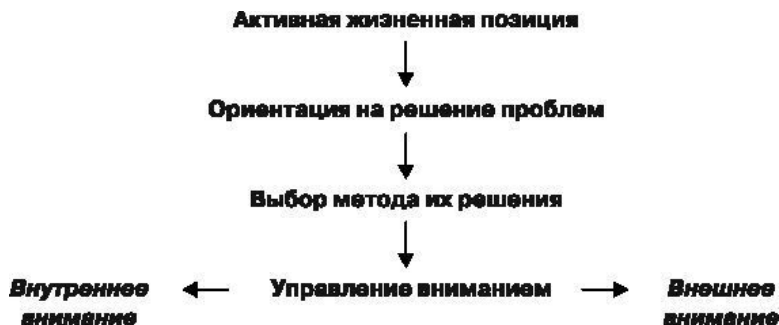 Активная жизненная позиция
Ориентация на решение проблем
Выбор метода их решения
Внутреннее Управление вниманием Внешнее
внимание внимание